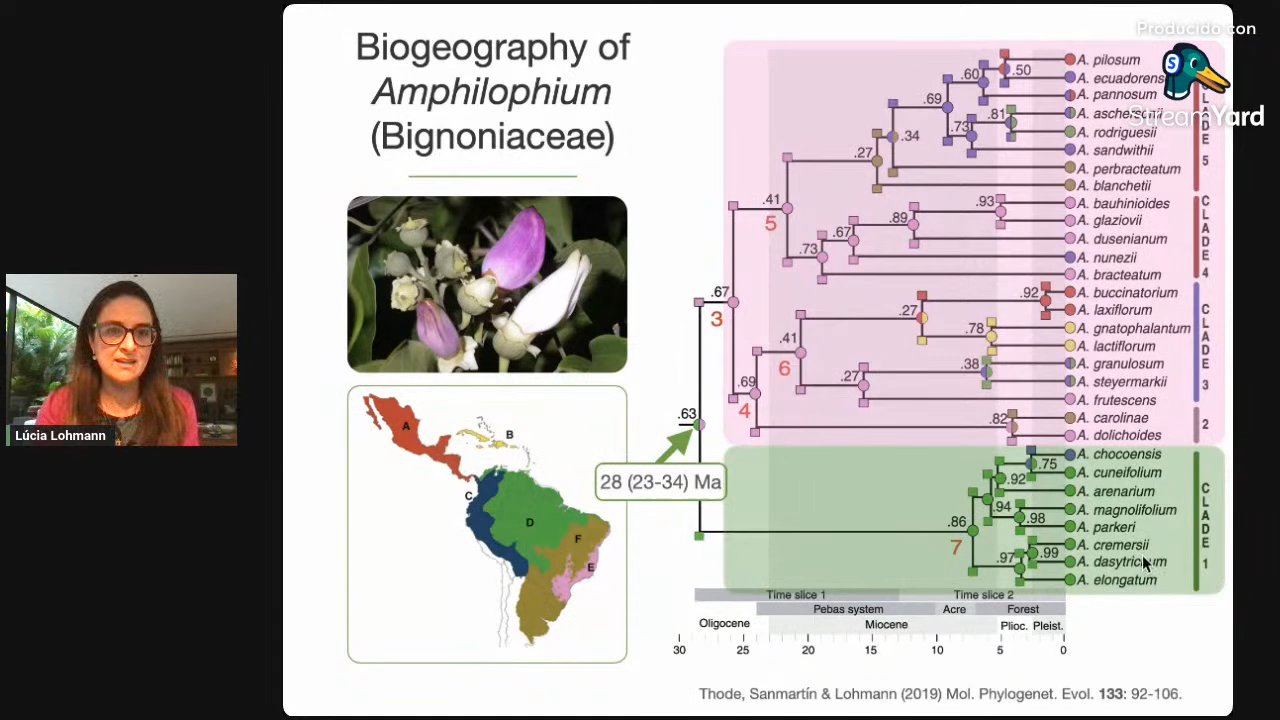 Producido con
StreamYard
Lúcia Lohmann
Biogeography of
Amphilophium
(Bignoniaceae)
A
B
C
D
F
E
28 (23-34) Ma
.63
.67
3
.41
5
.27
.34
.69
.60
.50
.73
.81
.73
.67
.89
.93
.69
4
.41
6
.27
.92
.78
.27
.38
.82
.86
7
.94
.92
.75
.98
.97
.99
A. pilosum
A. ecuadorense
A. pannosum
A. aschersonii
A. rodriguesii
A. sandwithii
A. perbracteatum
A. blanchetii
A. bauhinioides
A. glaziovii
A. dusenianum
A. nunezii
A. bracteatum
A. buccinatorium
A. laxiflorum
A. gnatophalantum
A. lactiflorum
A. granulosum
A. steyermarkii
A. frutescens
A. carolinae
A. dolichoides
A. chocoensis
A. cuneifolium
A. arenarium
A. magnolifolium
A. parkeri
A. cremersii
A. dasytrichum
A. elongatum
LADE 5
CLADE 4
CLADE 3
2
CLADE 1
Time slice 1
Time slice 2
Pebas system
Acre
Forest
Oligocene
Miocene
Plioc.
Pleist.
30
25
20
15
10
5
0
Thode, Sanmartín & Lohmann (2019) Mol. Phylogenet. Evol. 133: 92-106.